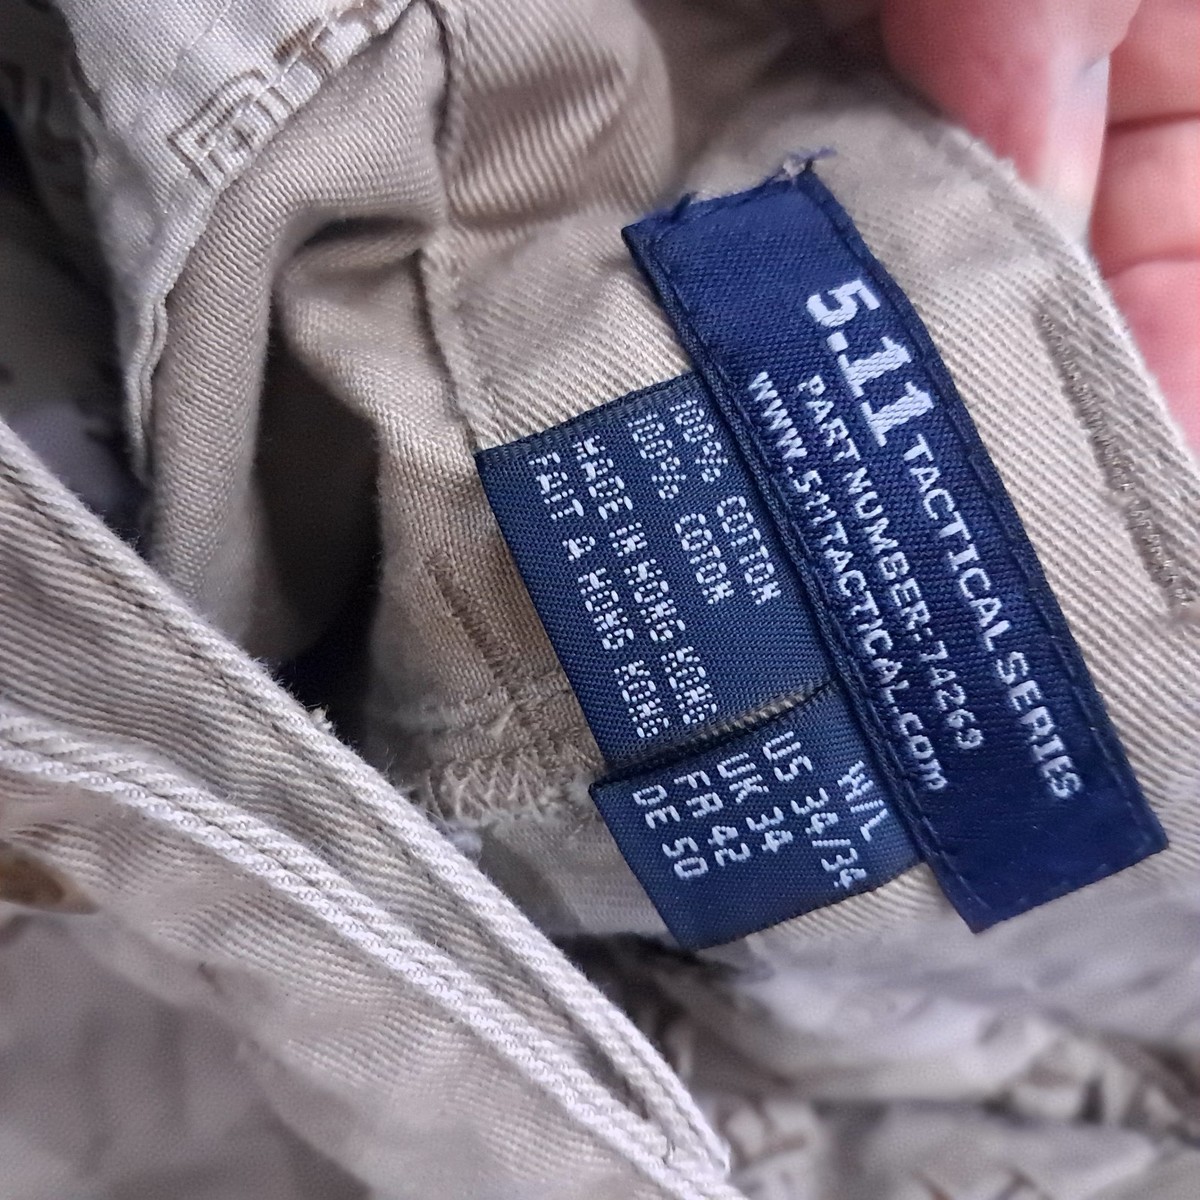 5.11 TACTICAL SERIES
PART NUMBER: 74269
WWW.511TACTICAL.com
100% COTTON
100% COTON
MADE IN HONG KONG
FAIT A HONG KONG
W/L
US 34/34
UK 34
FR 42
DE 50